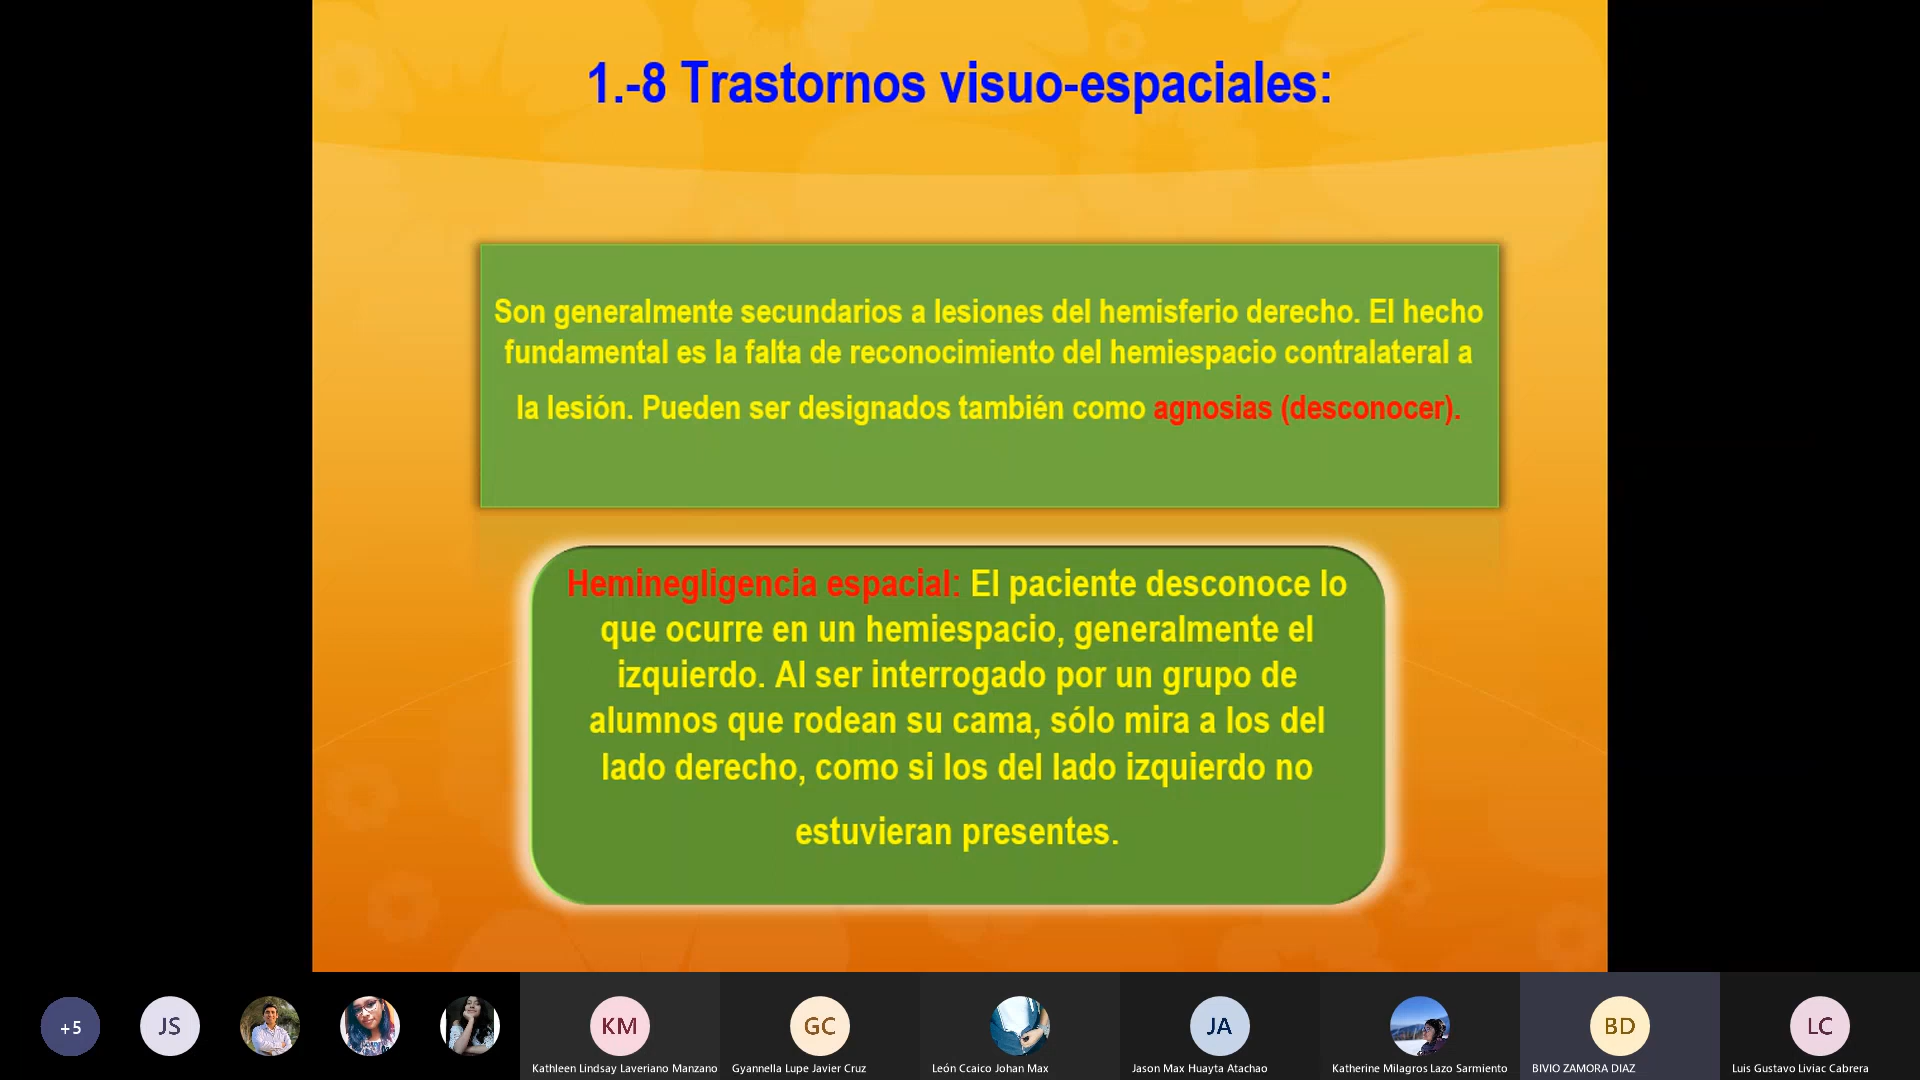 1.-8 Trastornos visuo-espaciales:
Son generalmente secundarios a lesiones del hemisferio derecho. El hecho
fundamental es la falta de reconocimiento del hemiespacio contralateral a
la lesión. Pueden ser designados también como agnosias (desconocer).
Heminegligencia espacial: El paciente desconoce lo
que ocurre en un hemiespacio, generalmente el
izquierdo. Al ser interrogado por un grupo de
alumnos que rodean su cama, sólo mira a los del
lado derecho, como si los del lado izquierdo no
estuvieran presentes.
+5
JS
KM
GC
JA
BD
LC
Kathleen Lindsay Laveriano Manzano
Gyannella Lupe Javier Cruz
León Ccaico Johan Max
Jason Max Huayta Atachao
Katherine Milagros Lazo Sarmiento
BIVIO ZAMORA DIAZ
Luis Gustavo Liviac Cabrera